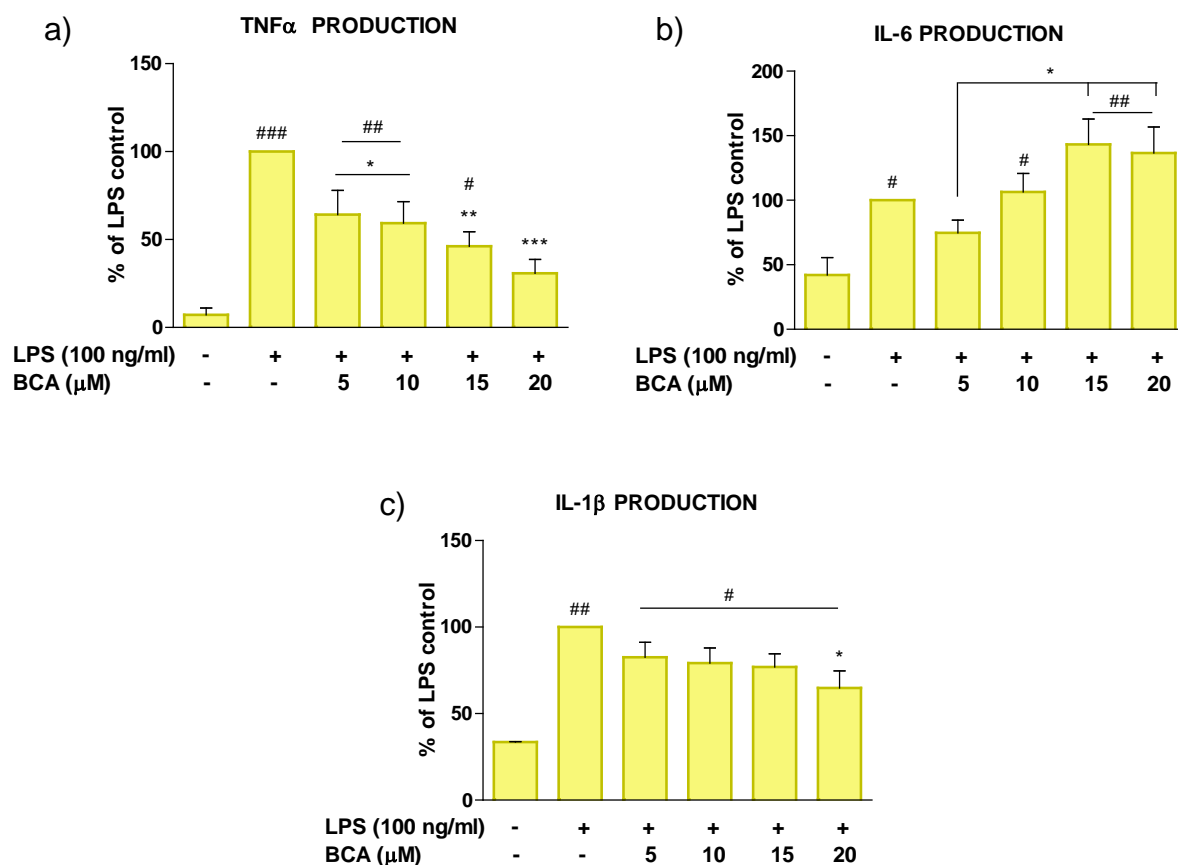 a)
TNFα PRODUCTION
% of LPS control
150
100
50
0
###
##
*
#
**
***
LPS (100 ng/ml) - + + + + +
BCA (μM) - - 5 10 15 20
b)
IL-6 PRODUCTION
% of LPS control
200
150
100
50
0
*
##
#
#
LPS (100 ng/ml) - + + + + +
BCA (μM) - - 5 10 15 20
c)
IL-1β PRODUCTION
% of LPS control
150
100
50
0
##
#
*
LPS (100 ng/ml) - + + + + +
BCA (μM) - - 5 10 15 20